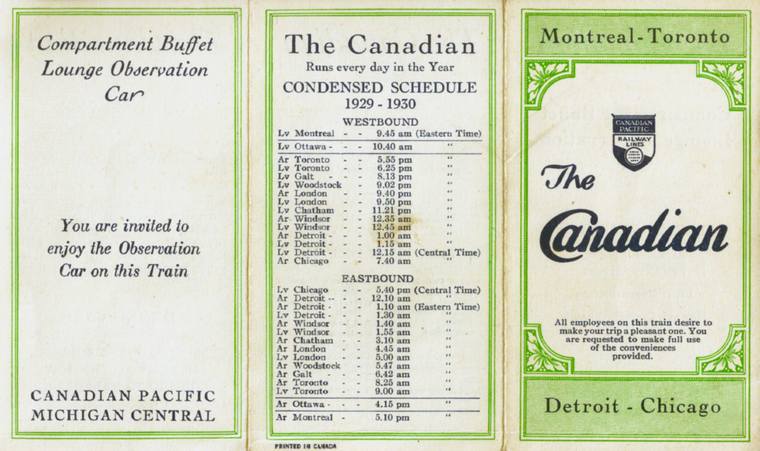 Compartment Buffet
Lounge Observation
Car
You are invited to
enjoy the Observation
Car on this Train
CANADIAN PACIFIC
MICHIGAN CENTRAL
The Canadian
Runs every day in the Year
CONDENSED SCHEDULE
1929 - 1930
WESTBOUND
Lv Montreal - - 9.45 am (Eastern Time)
Lv Ottawa - - - 10.40 am "
Ar Toronto - - 5.55 pm "
Lv Toronto - - 6.25 pm "
Lv Galt - - - 8.13 pm "
Lv Woodstock - - 9.02 pm "
Ar London - - 9.40 pm "
Lv London - - 9.50 pm "
Lv Chatham - - 11.21 pm "
Ar Windsor - - 12.35 am "
Lv Windsor - - 12.45 am "
Ar Detroit - - - 1.00 am "
Lv Detroit - - - 1.15 am "
Lv Detroit - - - 12.15 am (Central Time)
Ar Chicago - - 7.40 am "
EASTBOUND
Lv Chicago - - 5.40 pm (Central Time)
Ar Detroit - - - 12.10 am "
Ar Detroit - - - 1.10 am (Eastern Time)
Lv Detroit - - - 1.30 am "
Ar Windsor - - 1.40 am "
Lv Windsor - - 1.55 am "
Ar Chatham - - 3.10 am "
Ar London - - 4.45 am "
Lv London - - 5.00 am "
Ar Woodstock - - 5.47 am "
Ar Galt - - - 6.42 am "
Ar Toronto - - 8.25 am "
Lv Toronto - - 9.00 am "
Ar Ottawa - - - 4.15 pm "
Ar Montreal - - 5.10 pm "
PRINTED IN CANADA
Montreal-Toronto
CANADIAN
PACIFIC
RAILWAY
LINES
The
Canadian
All employees on this train desire to
make your trip a pleasant one. You
are requested to make full use
of the conveniences
provided.
Detroit - Chicago